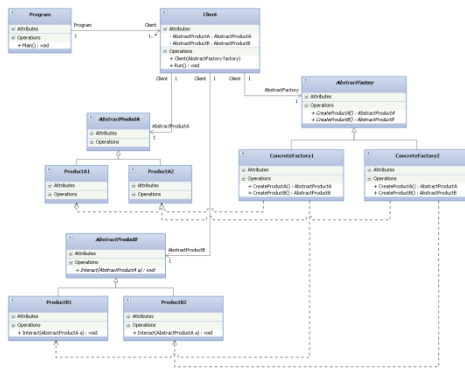 Program
Attributes
Operations
+ Main() : void
Program
1
Client
1..*
Client
Attributes
- AbstractProductA : AbstractProductA
- AbstractProductB : AbstractProductB
Operations
+ Client(AbstractFactory factory)
+ Run() : void
Client
1
1
Client
1
AbstractFactory
1
AbstractFactory
Attributes
Operations
+ CreateProductA() : AbstractProductA
+ CreateProductB() : AbstractProductB
AbstractProductA
Attributes
Operations
AbstractProductA
1
ProductA1
Attributes
Operations
ProductA2
Attributes
Operations
ConcreteFactory1
Attributes
Operations
+ CreateProductA() : AbstractProductA
+ CreateProductB() : AbstractProductB
ConcreteFactory2
Attributes
Operations
+ CreateProductA() : AbstractProductA
+ CreateProductB() : AbstractProductB
AbstractProductB
Attributes
Operations
+ Interact(AbstractProductA a) : void
AbstractProductB
1
ProductB1
Attributes
Operations
+ Interact(AbstractProductA a) : void
ProductB2
Attributes
Operations
+ Interact(AbstractProductA a) : void